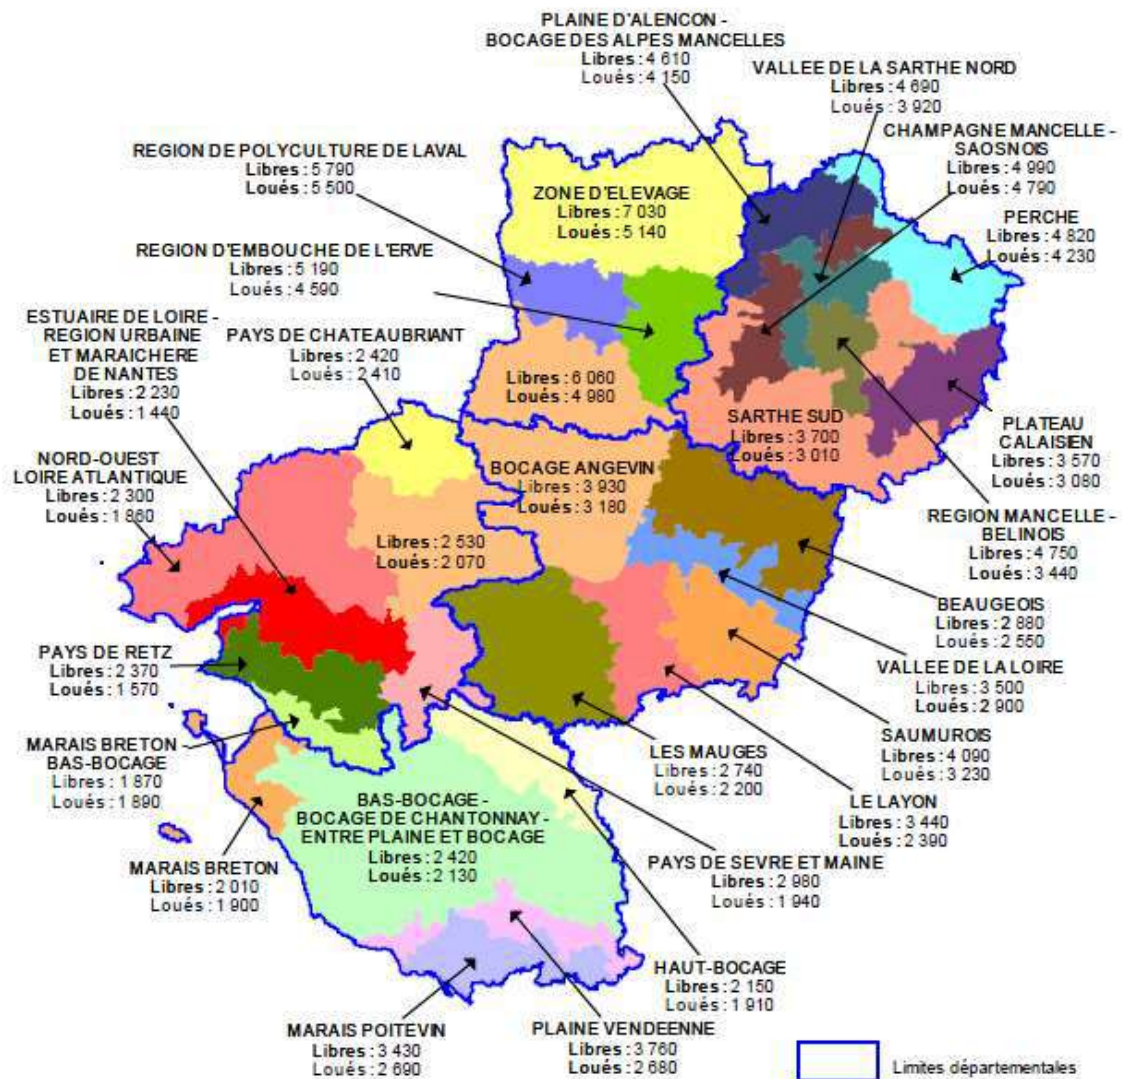 PLAINE D'ALENCON -
BOCAGE DES ALPES MANCELLES
Libres : 4 610
Loués : 4 150
VALLEE DE LA SARTHE NORD
Libres : 4 690
Loués : 3 920
CHAMPAGNE MANCELLE -
SAOSNOIS
Libres : 4 990
Loués : 4 790
REGION DE POLYCULTURE DE LAVAL
Libres : 5 790
Loués : 5 500
ZONE D'ELEVAGE
Libres : 7 030
Loués : 5 140
PERCHE
Libres : 4 820
Loués : 4 230
REGION D'EMBOUCHE DE L'ERVE
Libres : 5 190
Loués : 4 590
ESTUAIRE DE LOIRE -
REGION URBAINE
ET MARAICHERE
DE NANTES
Libres : 2 230
Loués : 1 440
PAYS DE CHATEAUBRIANT
Libres : 2 420
Loués : 2 410
Libres : 6 060
Loués : 4 980
SARTHE SUD
Libres : 3 700
Loués : 3 010
PLATEAU
CALAISIEN
Libres : 3 570
Loués : 3 080
NORD-OUEST
LOIRE ATLANTIQUE
Libres : 2 300
Loués : 1 860
BOCAGE ANGEVIN
Libres : 3 930
Loués : 3 180
REGION MANCELLE -
BELINOIS
Libres : 4 750
Loués : 3 440
Libres : 2 530
Loués : 2 070
BEAUGEOIS
Libres : 2 880
Loués : 2 550
PAYS DE RETZ
Libres : 2 370
Loués : 1 570
VALLEE DE LA LOIRE
Libres : 3 500
Loués : 2 900
MARAIS BRETON -
BAS-BOCAGE
Libres : 1 870
Loués : 1 890
LES MAUGES
Libres : 2 740
Loués : 2 200
SAUMUROIS
Libres : 4 090
Loués : 3 230
BAS-BOCAGE -
BOCAGE DE CHANTONNAY -
ENTRE PLAINE ET BOCAGE
Libres : 2 420
Loués : 2 130
LE LAYON
Libres : 3 440
Loués : 2 390
MARAIS BRETON
Libres : 2 010
Loués : 1 900
PAYS DE SEVRE ET MAINE
Libres : 2 980
Loués : 1 940
HAUT-BOCAGE
Libres : 2 150
Loués : 1 910
MARAIS POITEVIN
Libres : 3 430
Loués : 2 690
PLAINE VENDEENNE
Libres : 3 760
Loués : 2 680
Limites départementales